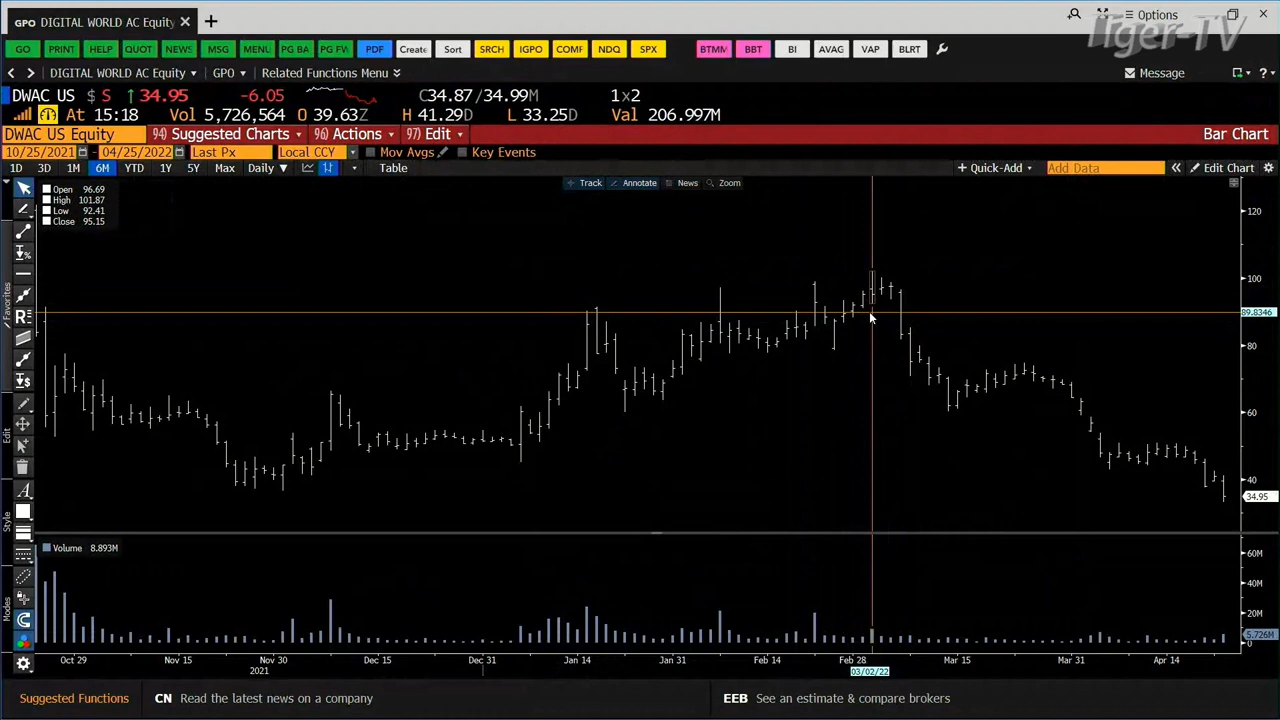 GPO DIGITAL WORLD AC Equity × +
Options
Tiger-TV
GO PRINT HELP QUOT NEWS MSG MENU PG BA PG FW PDF Create Sort SRCH IGPO COMF NDQ SPX BTMM BBT BI AVAG VAP BLRT
DIGITAL WORLD AC Equity GPO Related Functions Menu Message ?
DWAC US $ S ↑ 34.95 -6.05 C34.87/34.99M 1x2
At 15:18 Vol 5,726,564 O 39.63Z H 41.29D L 33.25D Val 206.997M
DWAC US Equity 94) Suggested Charts 96) Actions 97) Edit Bar Chart
10/25/2021 - 04/25/2022 Last Px Local CCY Mov Avgs Key Events
1D 3D 1M 6M YTD 1Y 5Y Max Daily Table + Quick-Add Add Data Edit Chart
Track Annotate News Zoom
Open 96.69
High 101.87
Low 92.41
Close 95.15
120
100
89.8346
80
60
40
34.95
Favorites
Edit
Style
Modes
Volume 8.893M
60M
40M
20M
5.726M
0
Oct 29 Nov 15 Nov 30 Dec 15 Dec 31 Jan 14 Jan 31 Feb 14 Feb 28 Mar 15 Mar 31 Apr 14
2021 03/02/22
Suggested Functions CN Read the latest news on a company EEB See an estimate & compare brokers